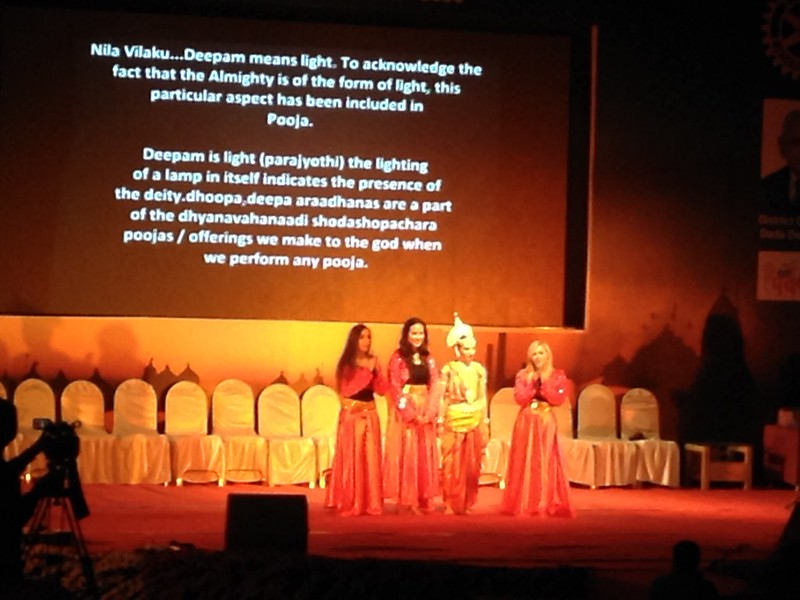 Nila Vilaku...Deepam means light. To acknowledge the
fact that the Almighty is of the form of light, this
particular aspect has been included in
Pooja.
Deepam is light (parajyothi) the lighting
of a lamp in itself indicates the presence of
the deity.dhoopa,deepa araadhanas are a part
of the dhyanavahanaadi shodashopachara
poojas / offerings we make to the god when
we perform any pooja.
District